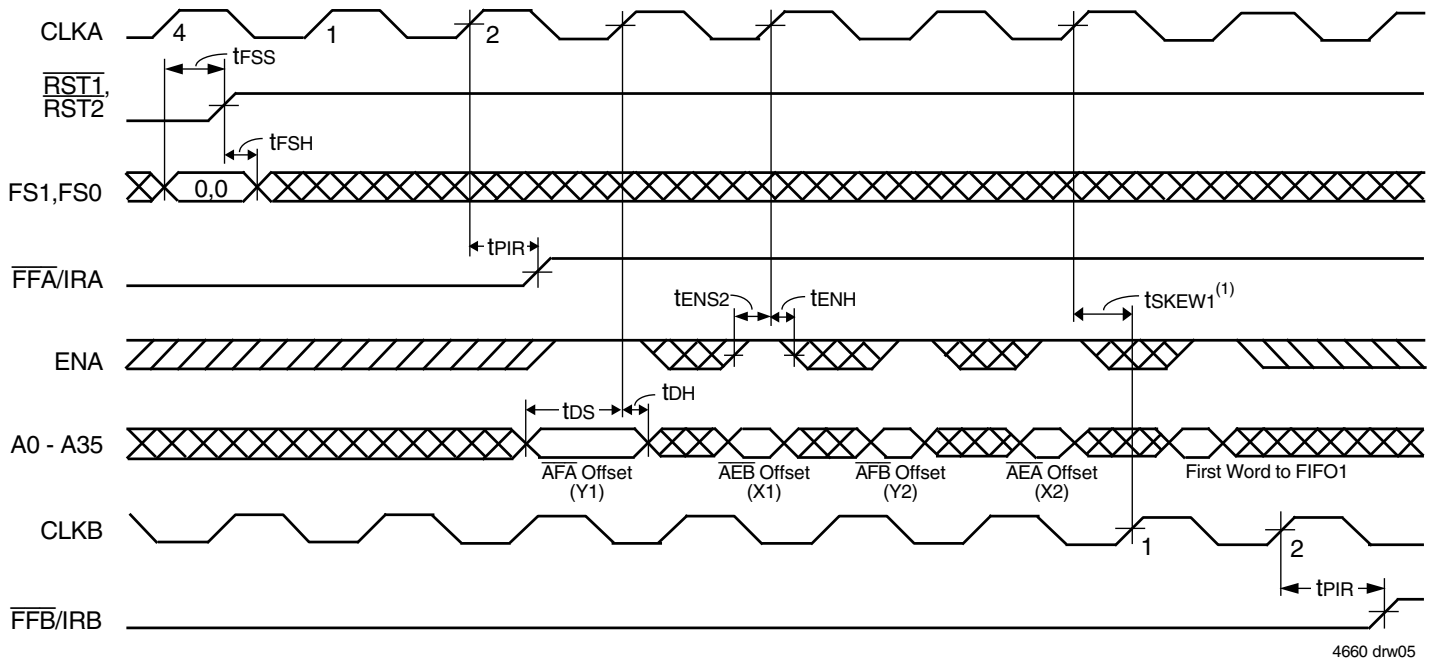 CLKA
4
1
2
tFSS
RST1,
RST2
tFSH
FS1,FS0
0,0
tPIR
FFA/IRA
tENS2
tENH
tSKEW1(1)
ENA
tDS
tDH
A0 - A35
AFA Offset
(Y1)
AEB Offset
(X1)
AFB Offset
(Y2)
AEA Offset
(X2)
First Word to FIFO1
CLKB
1
2
tPIR
FFB/IRB
4660 drw05